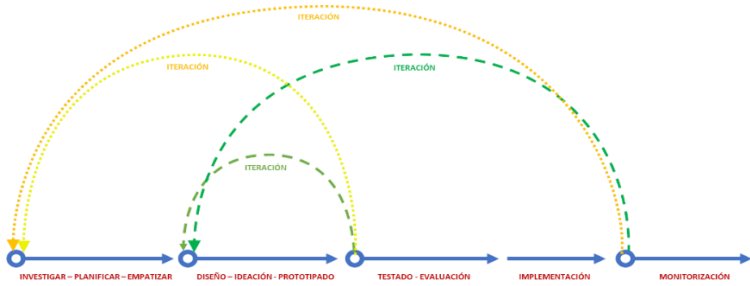 ITERACIÓN
ITERACIÓN
ITERACIÓN
ITERACIÓN
INVESTIGAR – PLANIFICAR – EMPATIZAR
DISEÑO – IDEACIÓN - PROTOTIPADO
TESTADO - EVALUACIÓN
IMPLEMENTACIÓN
MONITORIZACIÓN